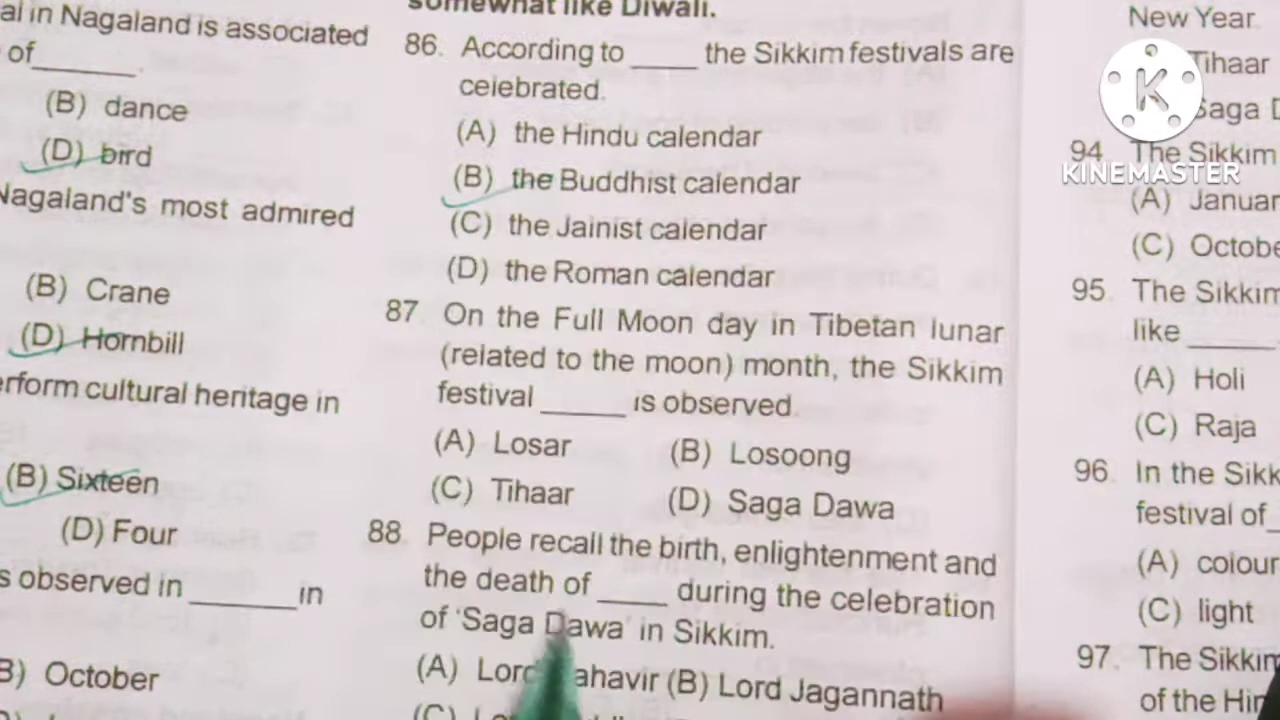 al in Nagaland is associated
of______.
(B) dance
(D) bird
Nagaland's most admired
(B) Crane
(D) Hornbill
erform cultural heritage in
(B) Sixteen
(D) Four
s observed in ______ in
B) October
somewhat like Diwali.
86. According to ____ the Sikkim festivals are
celebrated.
(A) the Hindu calendar
(B) the Buddhist calendar
(C) the Jainist calendar
(D) the Roman calendar
87. On the Full Moon day in Tibetan lunar
(related to the moon) month, the Sikkim
festival _____ is observed
(A) Losar (B) Losoong
(C) Tihaar (D) Saga Dawa
88. People recall the birth, enlightenment and
the death of ____ during the celebration
of 'Saga Dawa' in Sikkim.
(A) Lord ahavir (B) Lord Jagannath
(C)
New Year.
Tihaar
Saga D
94. The Sikkim
(A) Januar
(C) Octobe
95. The Sikkim
like _____
(A) Holi
(C) Raja
96. In the Sikk
festival of _
(A) colour
(C) light
97. The Sikkin
of the Hin
K
KINEMASTER